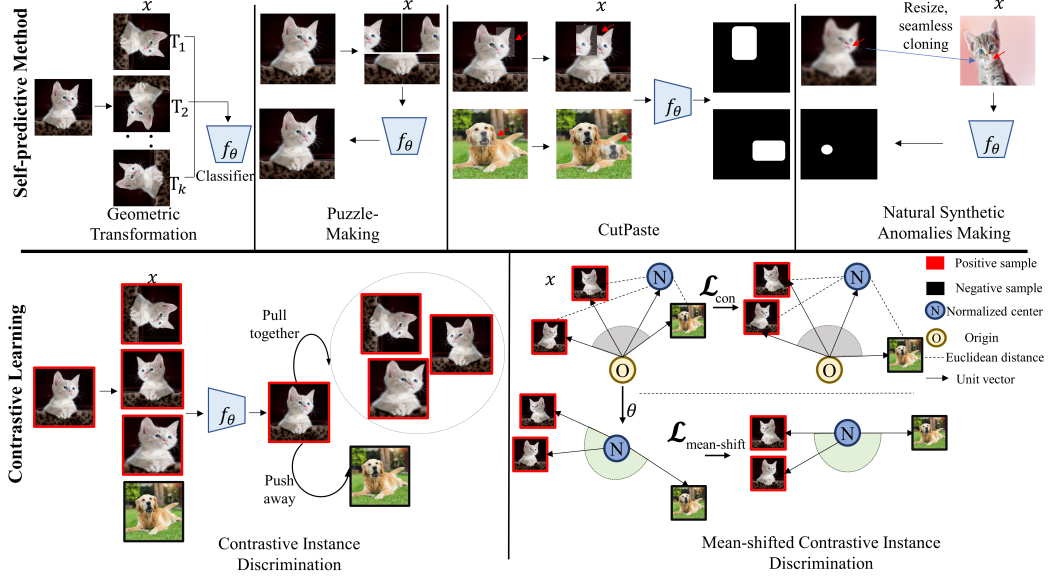 Self-predictive Method
x
T1
T2
Tk
fθ
Classifier
Geometric
Transformation
x
fθ
Puzzle-
Making
x
fθ
CutPaste
x
Resize,
seamless
cloning
fθ
Natural Synthetic
Anomalies Making
Contrastive Learning
x
fθ
Pull
together
Push
away
Contrastive Instance
Discrimination
x
N
O
ℒcon
N
O
θ
N
ℒmean-shift
N
Mean-shifted Contrastive Instance
Discrimination
Positive sample
Negative sample
N Normalized center
O Origin
Euclidean distance
Unit vector